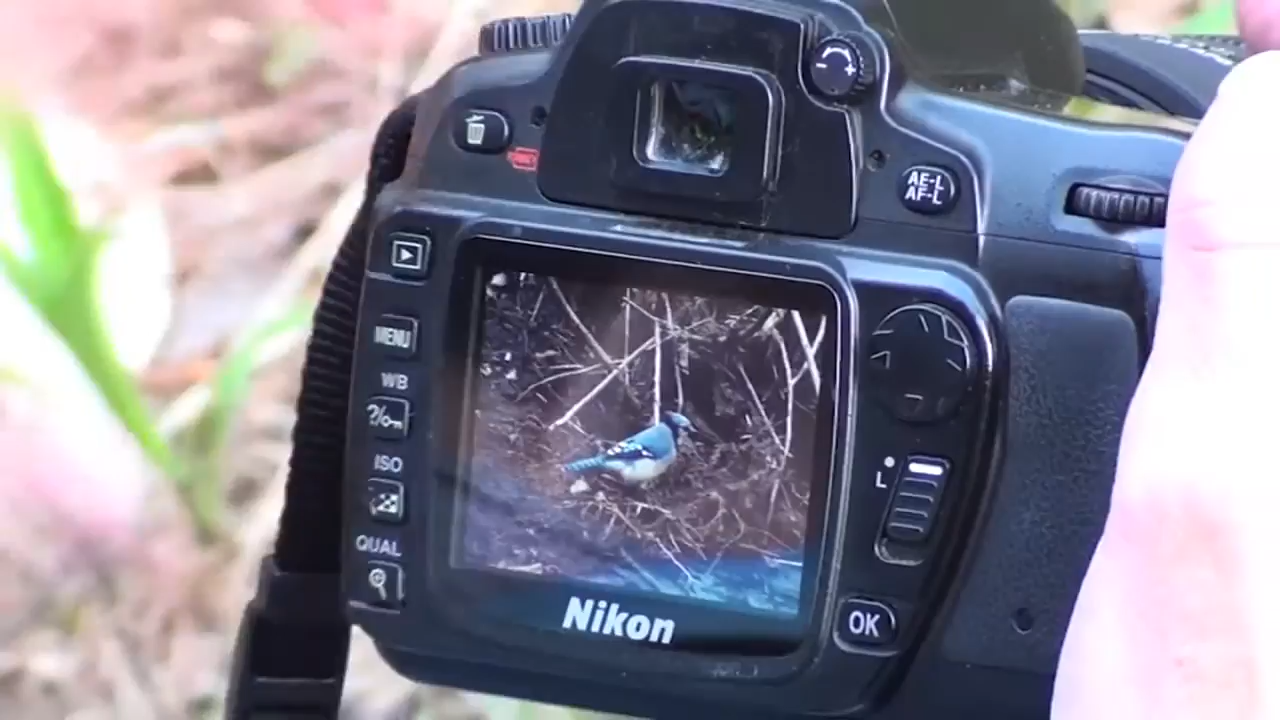 - +
AE-L
AF-L
MENU
WB
?
ISO
L
QUAL
OK
Nikon